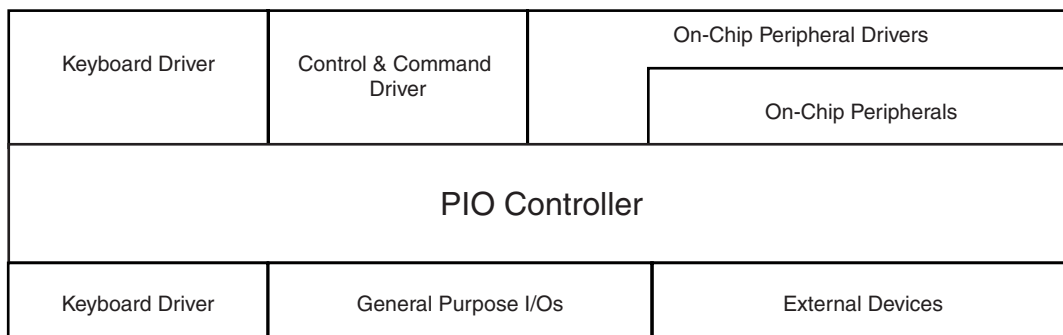 On-Chip Peripheral Drivers
Keyboard Driver
Control & Command
Driver
On-Chip Peripherals
PIO Controller
Keyboard Driver
General Purpose I/Os
External Devices